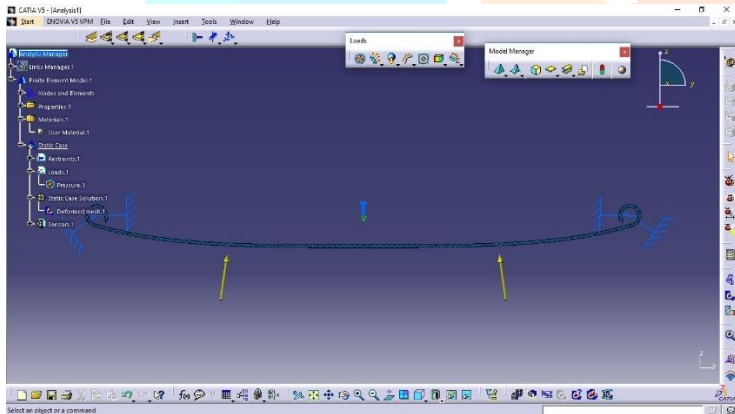 CATIA V5 - [Analysis1]
Start ENOVIA V5 VPM File Edit View Insert Tools Window Help
Loads
Model Manager
Analysis Manager
Links Manager.1
Finite Element Model.1
Nodes and Elements
Properties.1
Materials.1
User Material.1
Static Case
Restraints.1
Loads.1
Pressure.1
Static Case Solution.1
Deformed mesh.1
Sensors.1
z
x
y
z
y
Select an object or a command